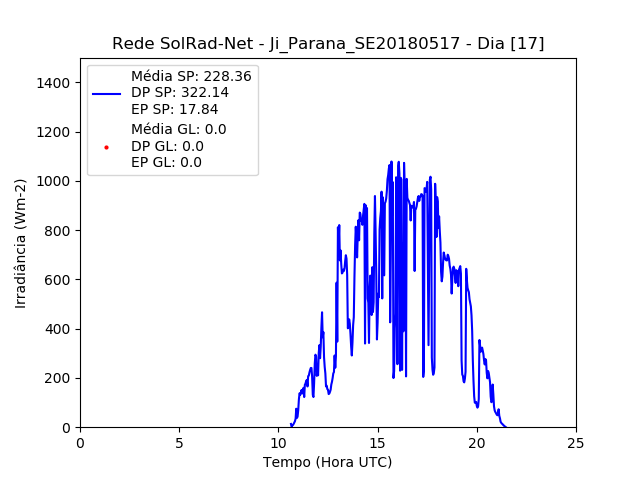 Rede SolRad-Net - Ji_Parana_SE20180517 - Dia [17]
Média SP: 228.36
DP SP: 322.14
EP SP: 17.84
Média GL: 0.0
DP GL: 0.0
EP GL: 0.0
Irradiância (Wm-2)
1400
1200
1000
800
600
400
200
0
0 5 10 15 20 25
Tempo (Hora UTC)